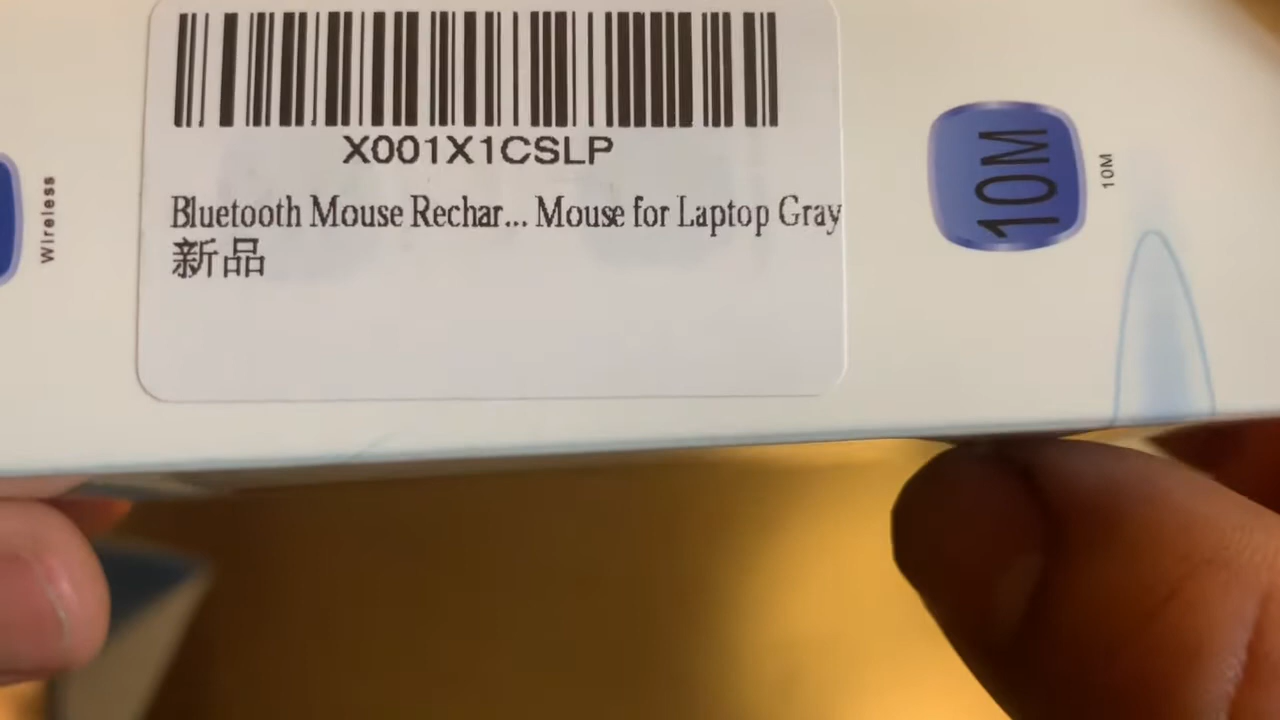 X001X1CSLP
Bluetooth Mouse Rechar... Mouse for Laptop Gray
新品
Wireless
10M
10M